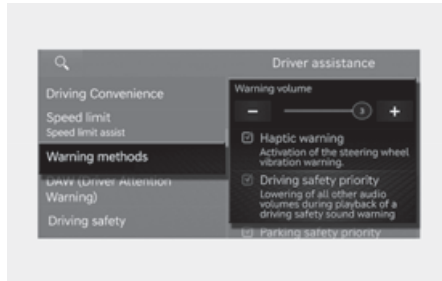 Driver assistance
Driving Convenience
Speed limit
Speed limit assist
Warning methods
DAW (Driver Attention
Warning)
Driving safety
Warning volume
3
Haptic warning
Activation of the steering wheel
vibration warning.
Driving safety priority
Lowering of all other audio
volumes during playback of a
driving safety sound warning
Parking safety priority